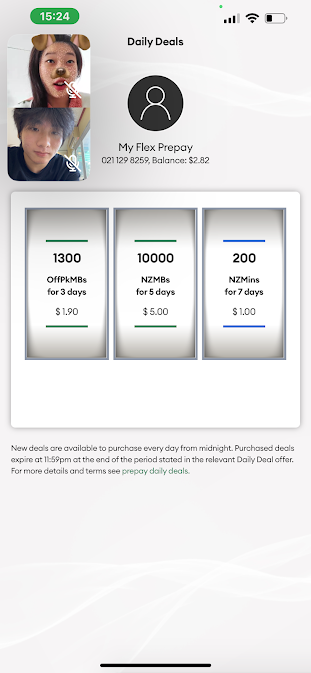 15:24
Daily Deals
My Flex Prepay
021 129 8259, Balance: $2.82
1300
OffPkMBs
for 3 days
$ 1.90
10000
NZMBs
for 5 days
$ 5.00
200
NZMins
for 7 days
$ 1.00
New deals are available to purchase every day from midnight. Purchased deals
expire at 11:59pm at the end of the period stated in the relevant Daily Deal offer.
For more details and terms see prepay daily deals.